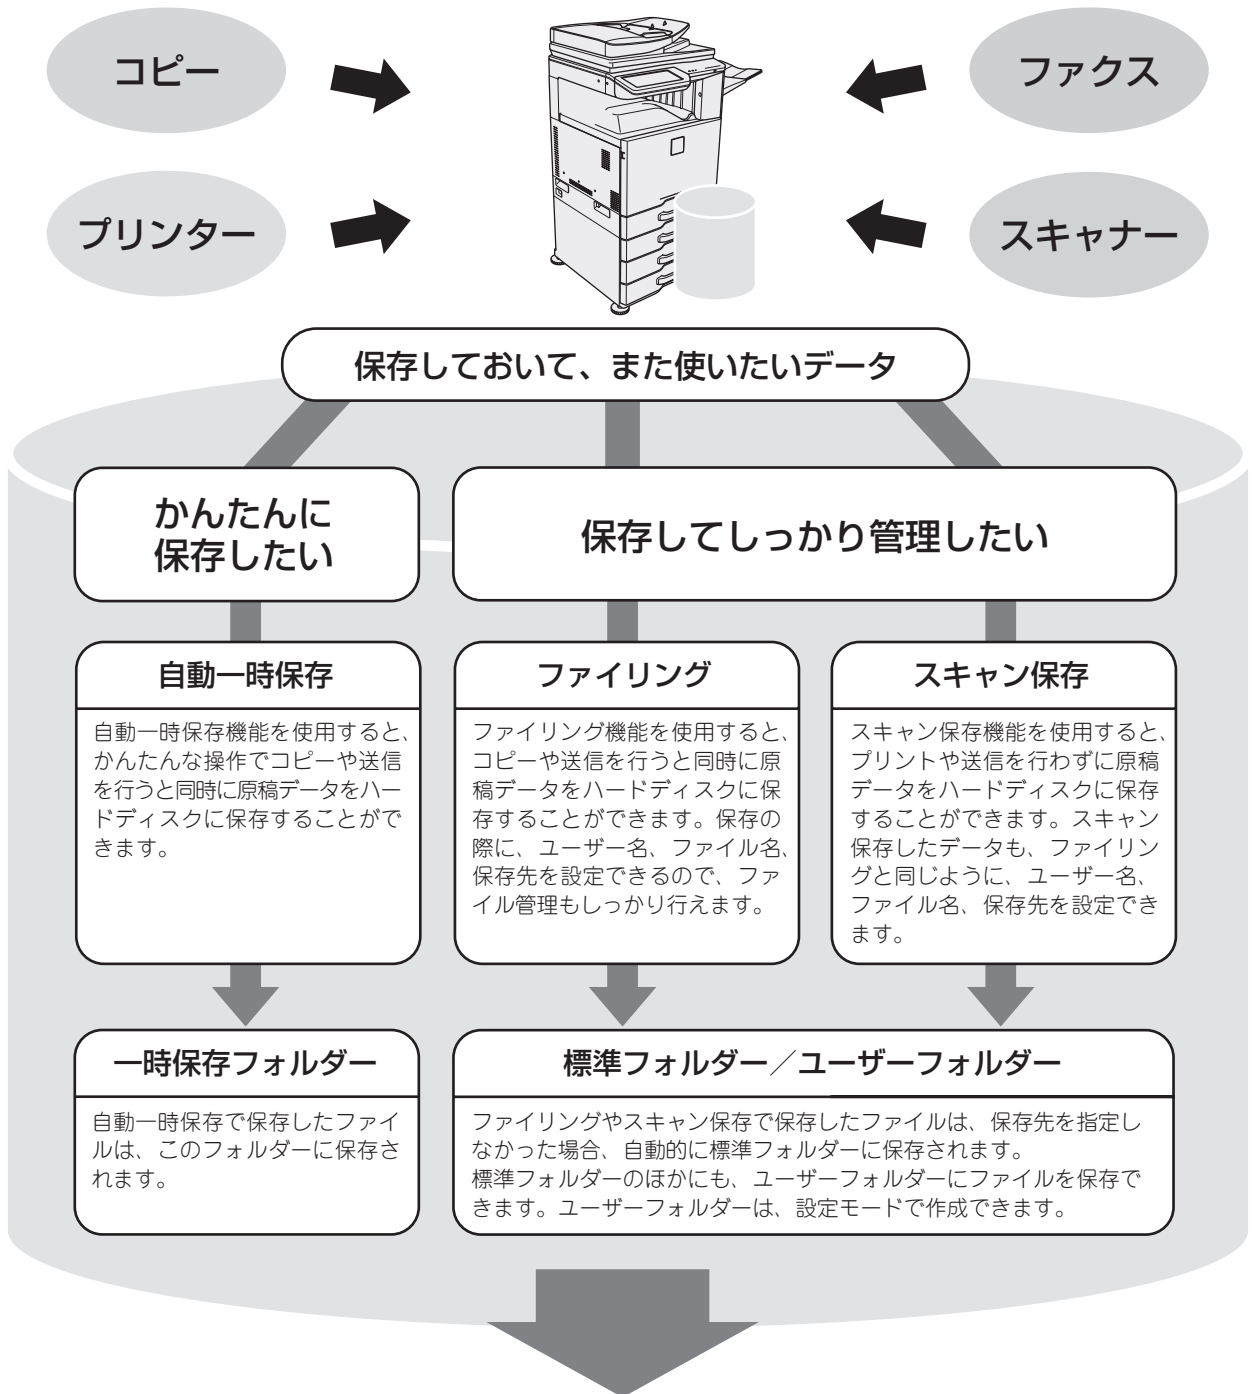 コピー
ファクス
プリンター
スキャナー
保存しておいて、また使いたいデータ
かんたんに
保存したい
保存してしっかり管理したい
自動一時保存
自動一時保存機能を使用すると、
かんたんな操作でコピーや送信
を行うと同時に原稿データをハー
ドディスクに保存することがで
きます。
ファイリング
ファイリング機能を使用すると、
コピーや送信を行うと同時に原
稿データをハードディスクに保
存することができます。保存の
際に、ユーザー名、ファイル名、
保存先を設定できるので、ファ
イル管理もしっかり行えます。
スキャン保存
スキャン保存機能を使用すると、
プリントや送信を行わずに原稿
データをハードディスクに保存
することができます。スキャン
保存したデータも、ファイリン
グと同じように、ユーザー名、
ファイル名、保存先を設定でき
ます。
一時保存フォルダー
自動一時保存で保存したファイ
ルは、このフォルダーに保存さ
れます。
標準フォルダー／ユーザーフォルダー
ファイリングやスキャン保存で保存したファイルは、保存先を指定し
なかった場合、自動的に標準フォルダーに保存されます。
標準フォルダーのほかにも、ユーザーフォルダーにファイルを保存で
きます。ユーザーフォルダーは、設定モードで作成できます。